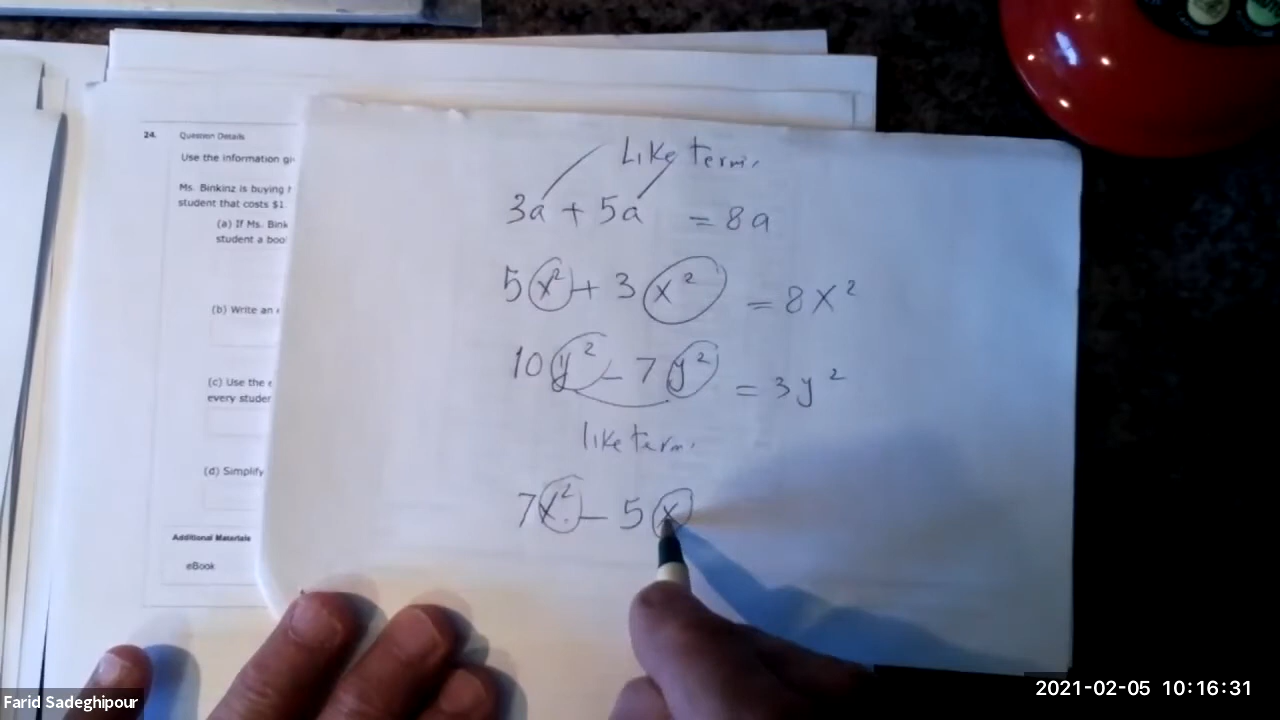 24. Question Details
Use the information
Ms. Binkinz is buying
student that costs $1
(a) If Ms. Bink
student a boo
(b) Write an
(c) Use the
every studen
(d) Simplify
Additional Materials
eBook
Like term
3a + 5a = 8a
5x² + 3x² = 8x²
10y² - 7y² = 3y²
like term
7x² - 5x
Farid Sadeghipour
2021-02-05 10:16:31